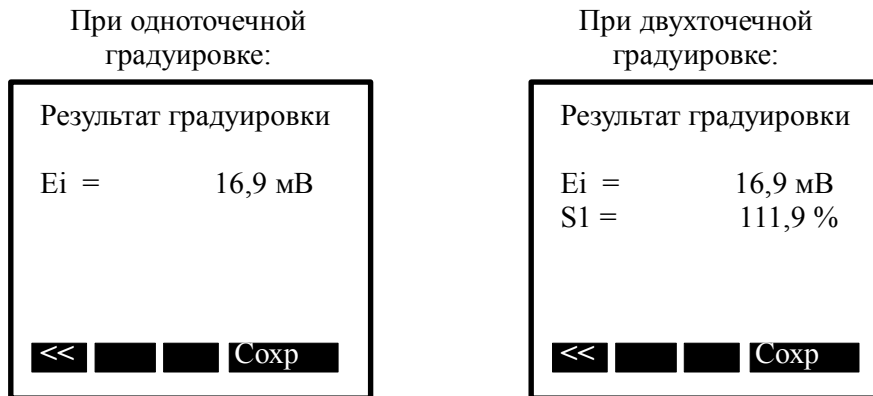 При одноточечной
градуировке:
Результат градуировки
Ei = 16,9 мВ
<< Сохр
При двухточечной
градуировке:
Результат градуировки
Ei = 16,9 мВ
S1 = 111,9 %
<< Сохр